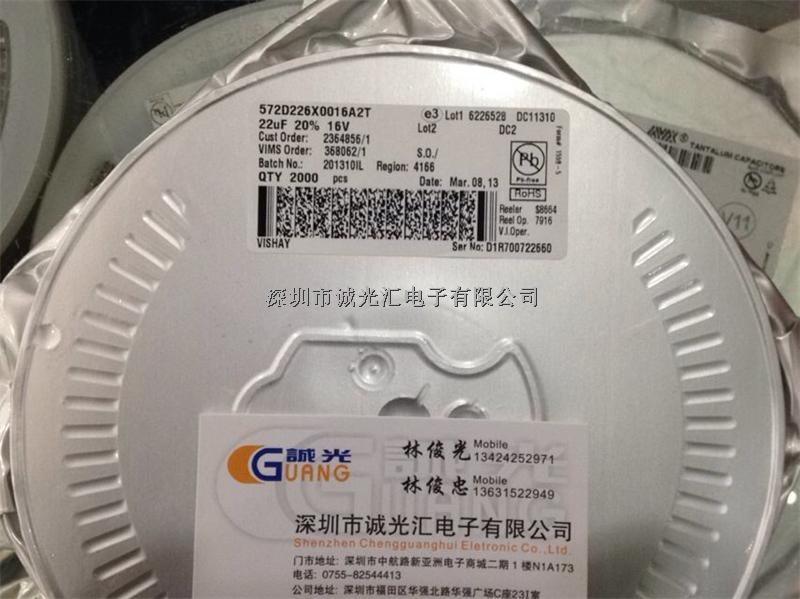 572D226X0016A2T
22uF 20% 16V
Cust Order: 2364856/1
VIMS Order: 368062/1
Batch No.: 201310IL Region: 4166
QTY 2000 pcs
e3 Lot1 6226528 DC11310
Lot2 DC2
S.O./
Date: Mar. 08,13
Pb
Pb-free
RoHS
Form# 1598 - 5
Reeler S8664
Reel Op. 7916
V.I.Oper.
VISHAY
Ser No: D1R700722660
TANTALUM CAPACITORS
V11
深圳市诚光汇电子有限公司
誠光
GUANG
林俊光 Mobile
13424252971
林俊忠 Mobile
13631522949
深圳市诚光汇电子有限公司
Shenzhen Chengguanghui Eletronic Co.,Ltd.
门市地址: 深圳市中航路新亚洲电子商城二期1楼N1A173
电话: 0755-82544413
公司地址: 深圳市福田区华强北路华强广场C座23I室